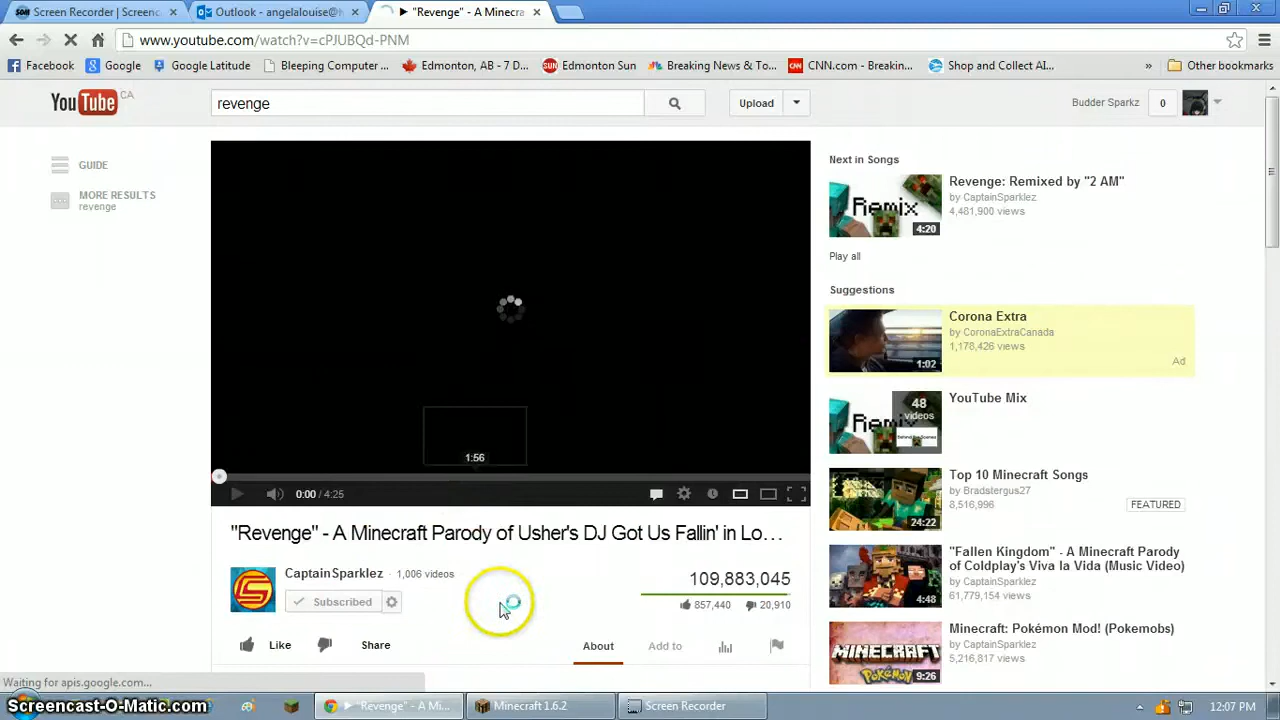 Screen Recorder | Screenc
Outlook - angelalouise@h
▶ "Revenge" - A Minecra
www.youtube.com/watch?v=cPJUBQd-PNM
Facebook
Google
Google Latitude
Bleeping Computer ...
Edmonton, AB - 7 D...
Edmonton Sun
Breaking News & To...
CNN.com - Breakin...
Shop and Collect AI...
»
Other bookmarks
YouTube CA
revenge
Upload
Budder Sparkz
0
GUIDE
MORE RESULTS
revenge
1:56
0:00 / 4:25
"Revenge" - A Minecraft Parody of Usher's DJ Got Us Fallin' in Lo...
CaptainSparklez · 1,006 videos
Subscribed
109,883,045
857,440
20,910
Like
Share
About
Add to
Next in Songs
Remix
4:20
Revenge: Remixed by "2 AM"
by CaptainSparklez
4,481,900 views
Play all
Suggestions
1:02
Corona Extra
by CoronaExtraCanada
1,178,426 views
Ad
48
videos
YouTube Mix
24:22
Top 10 Minecraft Songs
by Bradstergus27
8,516,996
FEATURED
4:48
"Fallen Kingdom" - A Minecraft Parody
of Coldplay's Viva la Vida (Music Video)
by CaptainSparklez
61,779,154 views
MINECRAFT
POKéMON
9:26
Minecraft: Pokémon Mod! (Pokemobs)
by CaptainSparklez
5,216,817 views
Waiting for apis.google.com...
Screencast-O-Matic.com
▶ "Revenge" - A Mi...
Minecraft 1.6.2
Screen Recorder
12:07 PM